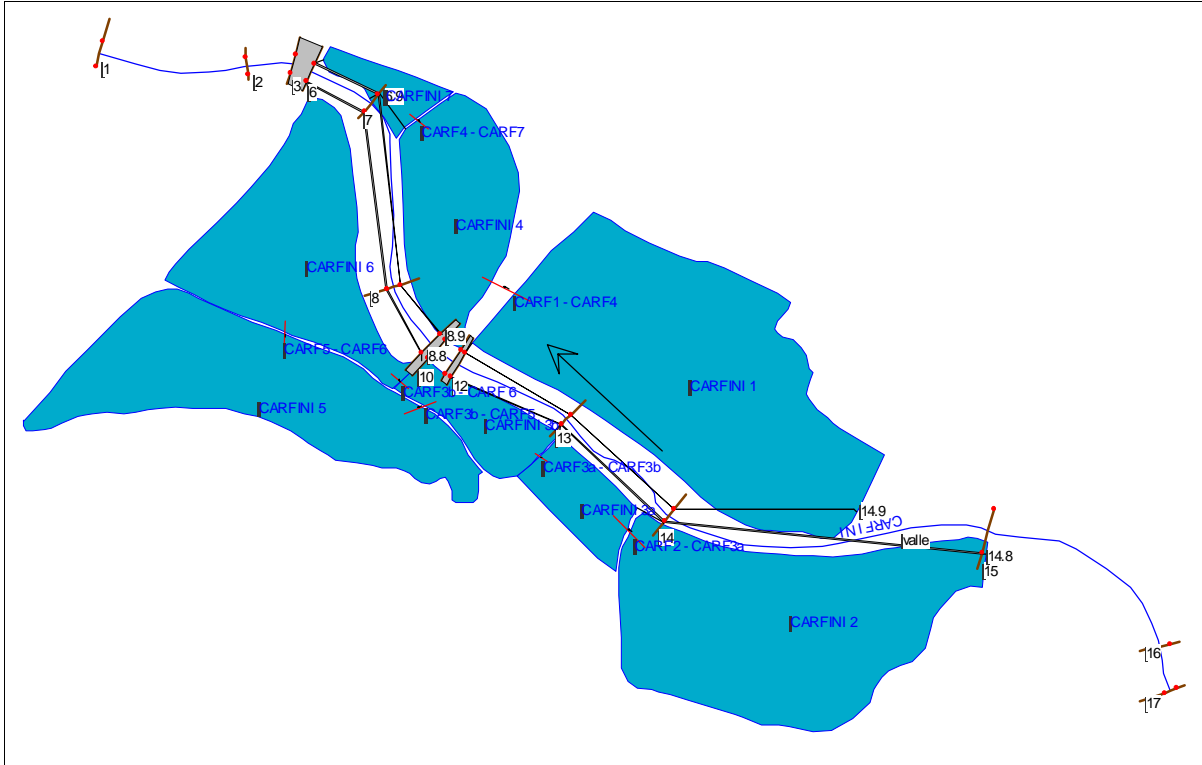 1
2
3
6
CARFINI 7
6.9
7
CARF4 - CARF7
CARFINI 4
CARFINI 6
8
CARF1 - CARF4
8.9
CARF5 - CARF6
8.8
10
12
CARFINI 1
CARF3b - CARF6
CARFINI 5
CARF3b - CARF5
CARFINI 3b
13
CARF3a - CARF3b
CARFINI 3a
14.9
CARFINI
14
valle
CARF2 - CARF3a
14.8
15
CARFINI 2
16
17